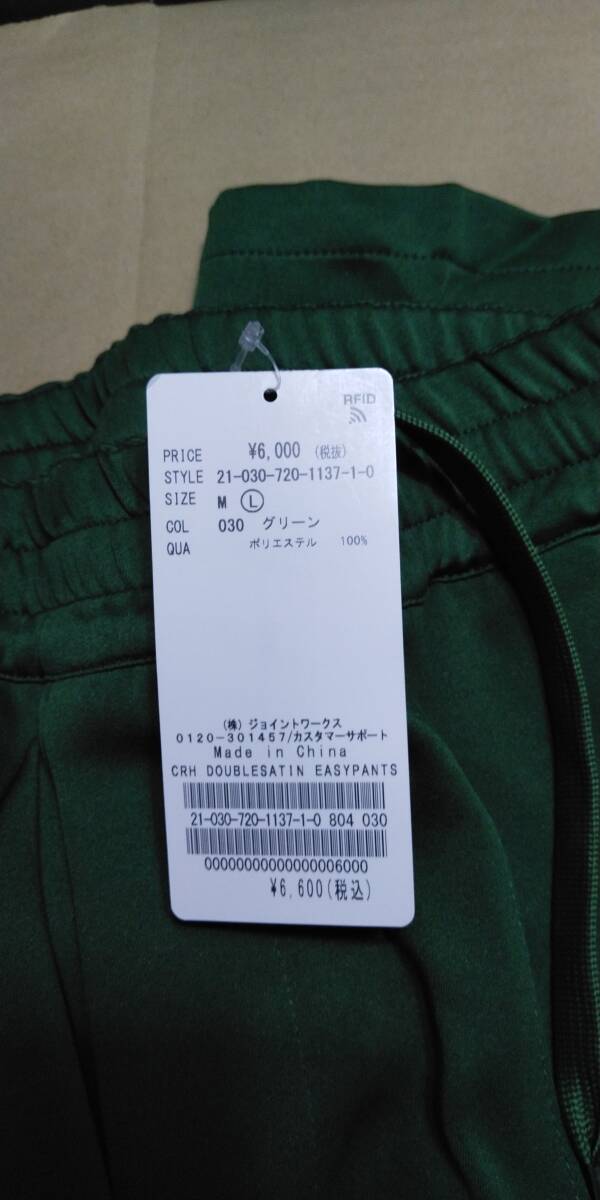 RFID
PRICE ¥6,000 (税抜)
STYLE 21-030-720-1137-1-0
SIZE M Ⓛ
COL 030 グリーン
QUA ポリエステル 100%
(株)ジョイントワークス
0120-301457/カスタマーサポート
Made in China
CRH DOUBLESATIN EASYPANTS
21-030-720-1137-1-0 804 030
00000000000000006000
¥6,600(税込)